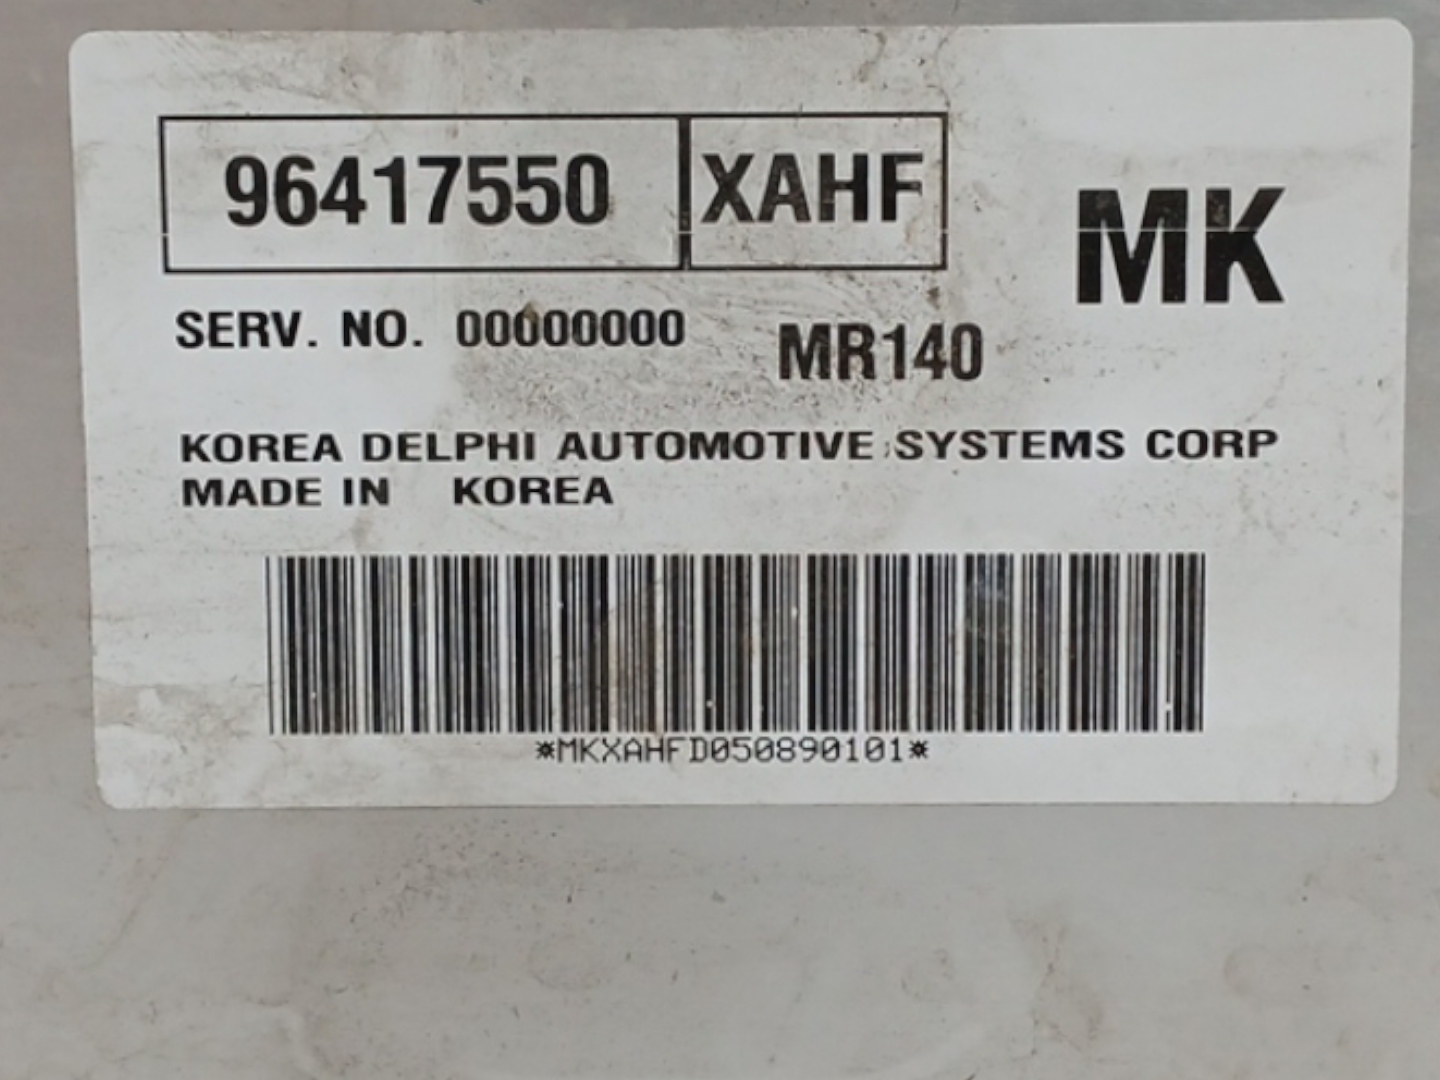 96417550 XAHF
MK
SERV. NO. 00000000 MR140
KOREA DELPHI AUTOMOTIVE SYSTEMS CORP
MADE IN KOREA
*MKXAHFD050890101*